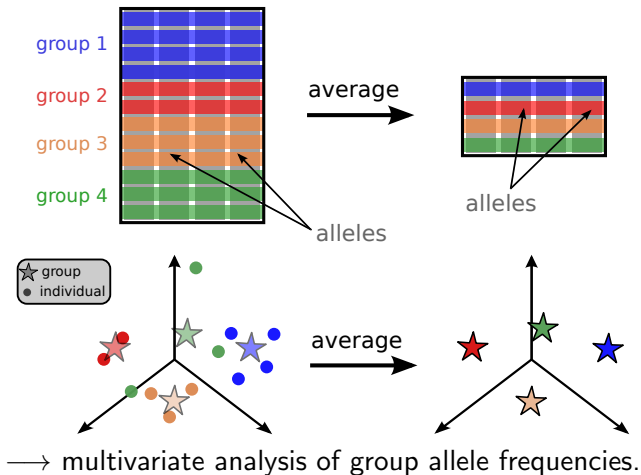 group 1
group 2
group 3
group 4
average
alleles
alleles
group
individual
average
⟶ multivariate analysis of group allele frequencies.